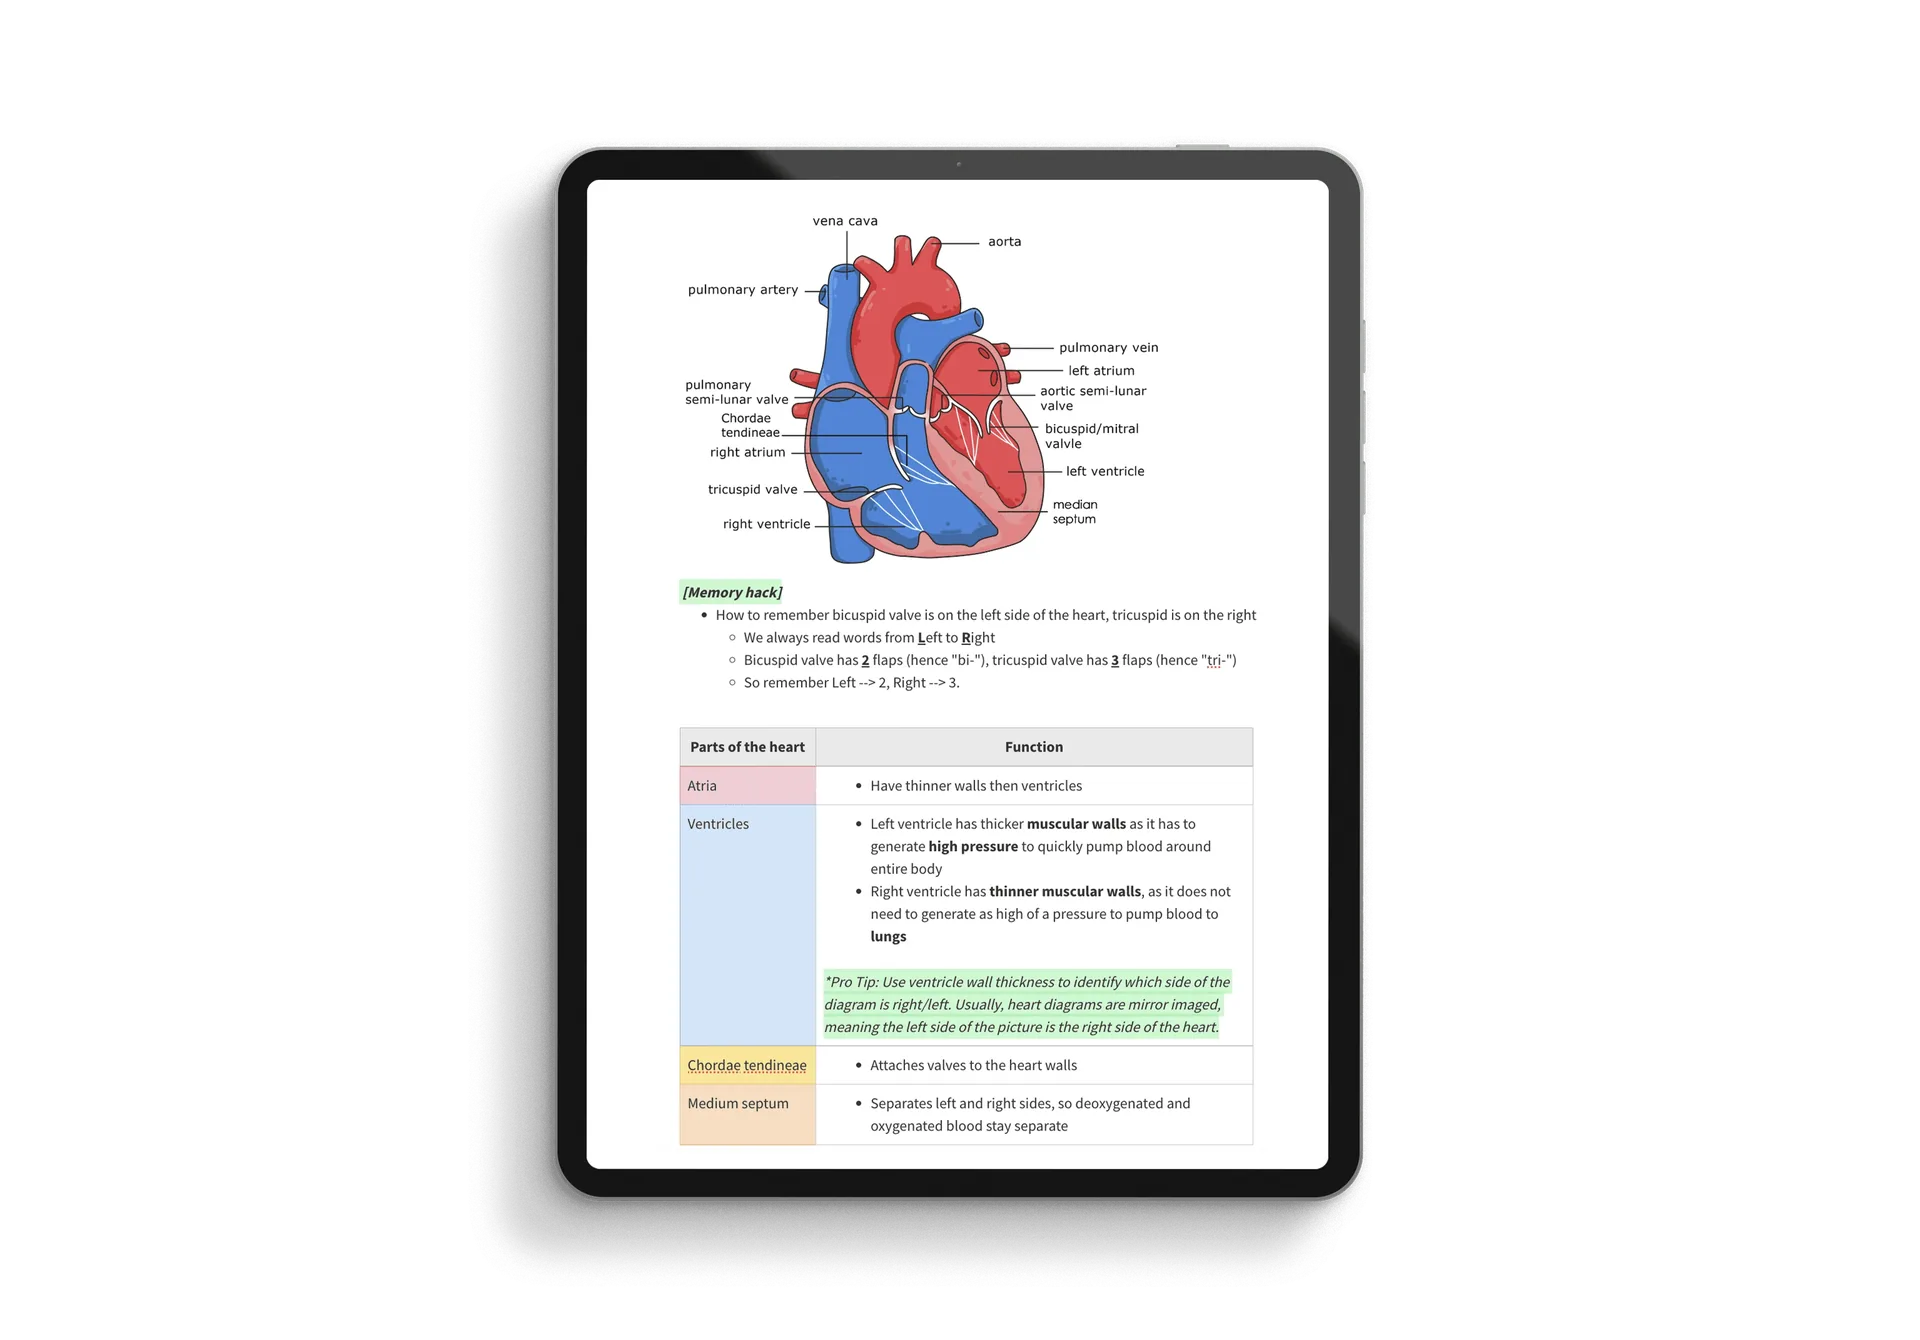 vena cava
aorta
pulmonary artery
pulmonary vein
left atrium
pulmonary
semi-lunar valve
aortic semi-lunar
valve
Chordae
tendineae
bicuspid/mitral
valvle
right atrium
left ventricle
tricuspid valve
median
septum
right ventricle
[Memory hack]
• How to remember bicuspid valve is on the left side of the heart, tricuspid is on the right
○ We always read words from Left to Right
○ Bicuspid valve has 2 flaps (hence "bi-"), tricuspid valve has 3 flaps (hence "tri-")
○ So remember Left --> 2, Right --> 3.
Parts of the heart Function
Atria • Have thinner walls then ventricles
Ventricles • Left ventricle has thicker muscular walls as it has to
generate high pressure to quickly pump blood around
entire body
• Right ventricle has thinner muscular walls, as it does not
need to generate as high of a pressure to pump blood to
lungs
*Pro Tip: Use ventricle wall thickness to identify which side of the
diagram is right/left. Usually, heart diagrams are mirror imaged,
meaning the left side of the picture is the right side of the heart.
Chordae tendineae • Attaches valves to the heart walls
Medium septum • Separates left and right sides, so deoxygenated and
oxygenated blood stay separate